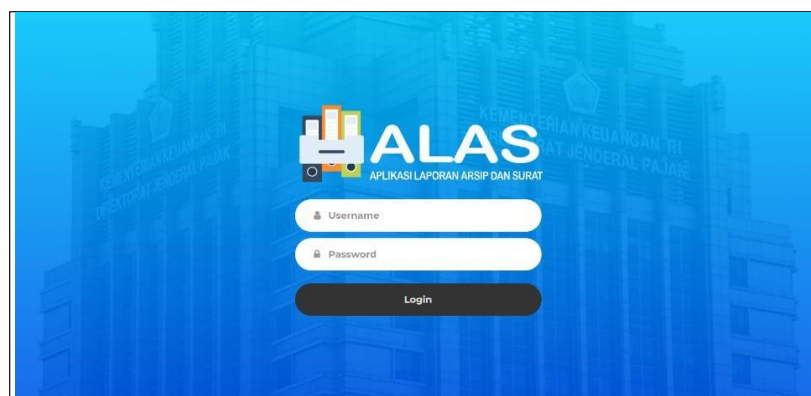 KEMENTERIAN KEUANGAN RI
DIREKTORAT JENDERAL PAJAK
KEMENTERIAN KEUANGAN RI
AT JENDERAL PAJAK
ALAS
APLIKASI LAPORAN ARSIP DAN SURAT
Username
Password
Login